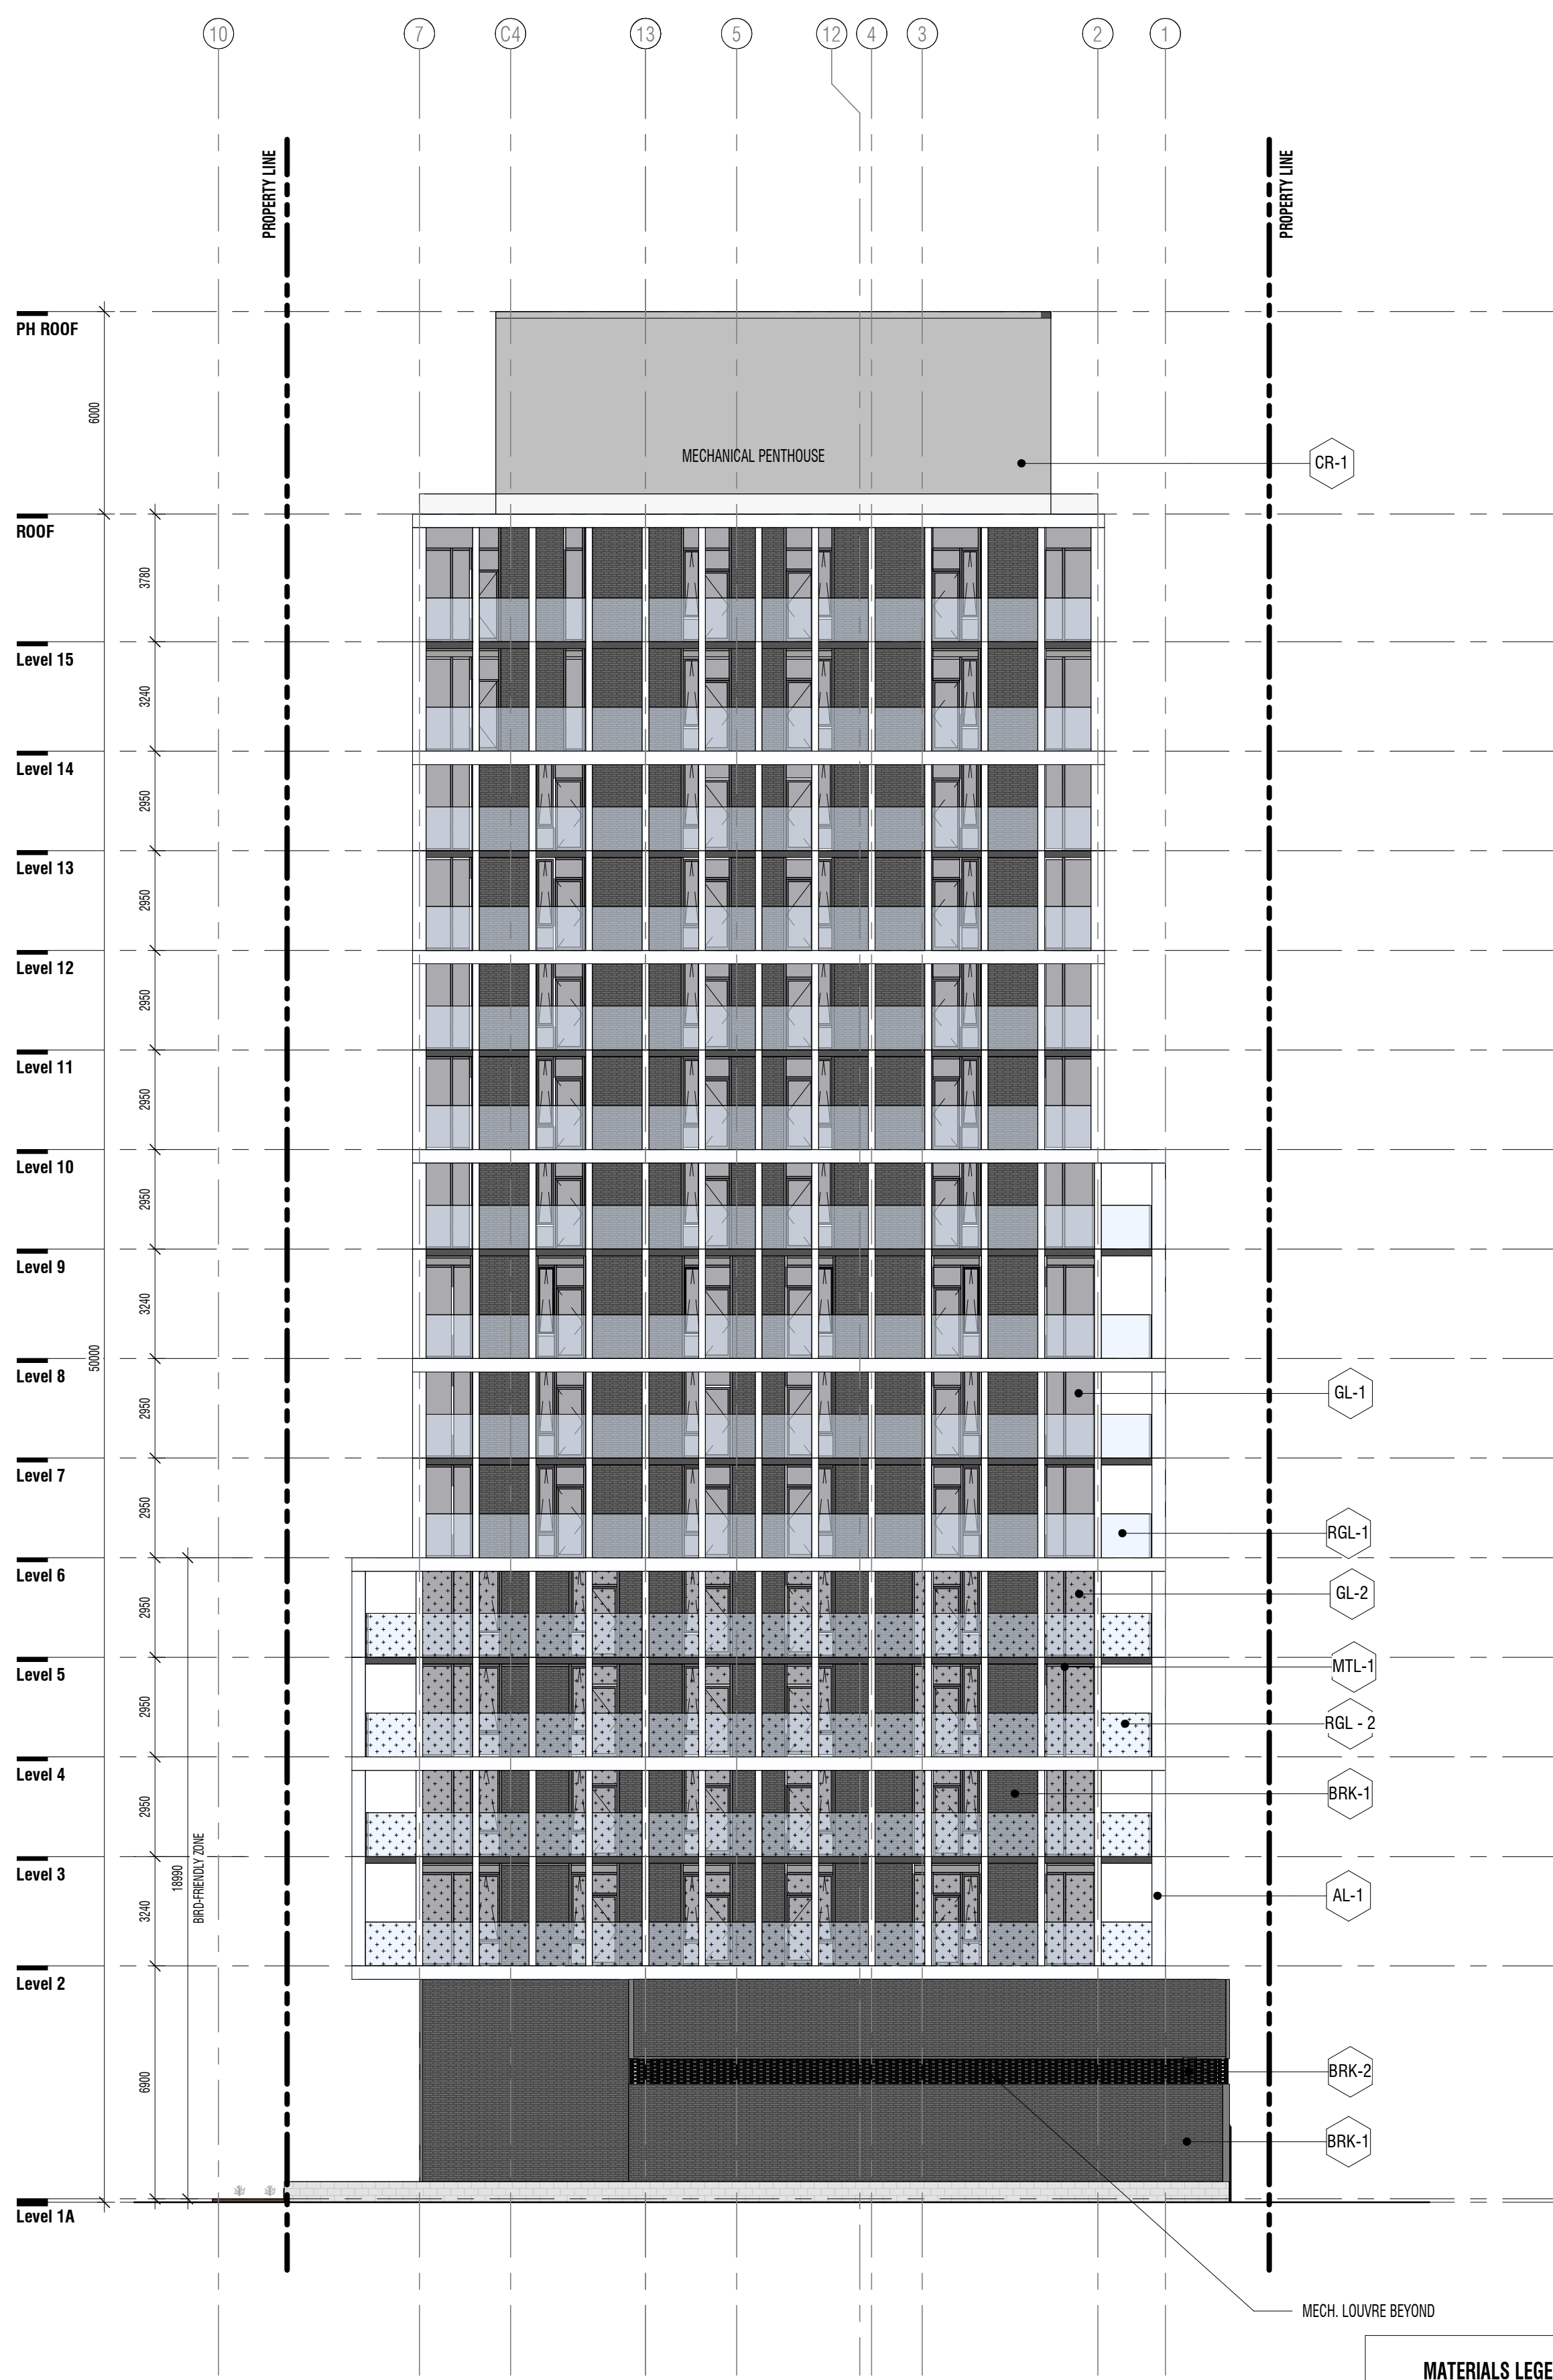 10
7
C4
13
5
12
4
3
2
1
PROPERTY LINE
PROPERTY LINE
PH ROOF
6000
MECHANICAL PENTHOUSE
CR-1
ROOF
3780
Level 15
3240
Level 14
2950
Level 13
2950
Level 12
2950
Level 11
2950
Level 10
2950
Level 9
3240
50000
Level 8
GL-1
2950
Level 7
2950
RGL-1
Level 6
GL-2
2950
Level 5
MTL-1
2950
RGL - 2
Level 4
BRK-1
2950
Level 3
18990
BIRD-FRIENDLY ZONE
AL-1
3240
Level 2
BRK-2
6900
BRK-1
Level 1A
MECH. LOUVRE BEYOND
MATERIALS LEGE